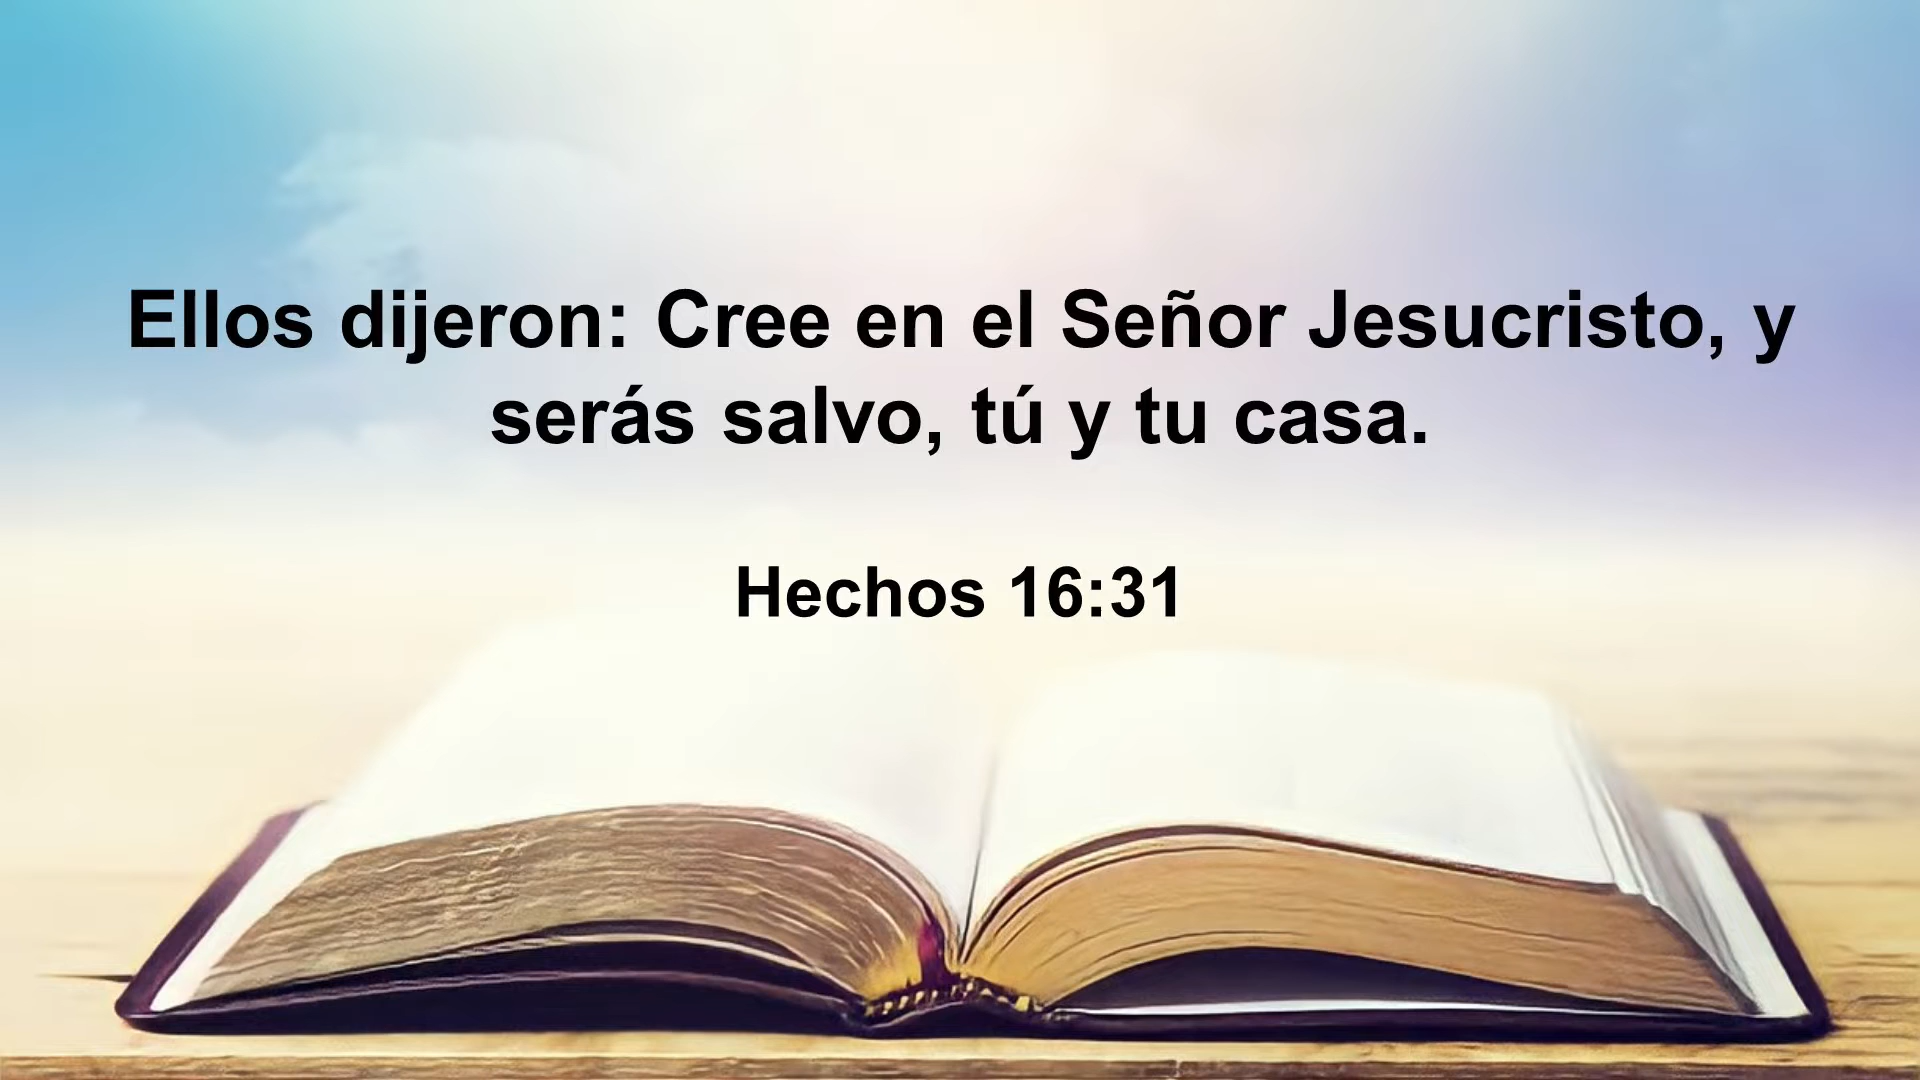 Ellos dijeron: Cree en el Señor Jesucristo, y
serás salvo, tú y tu casa.
Hechos 16:31